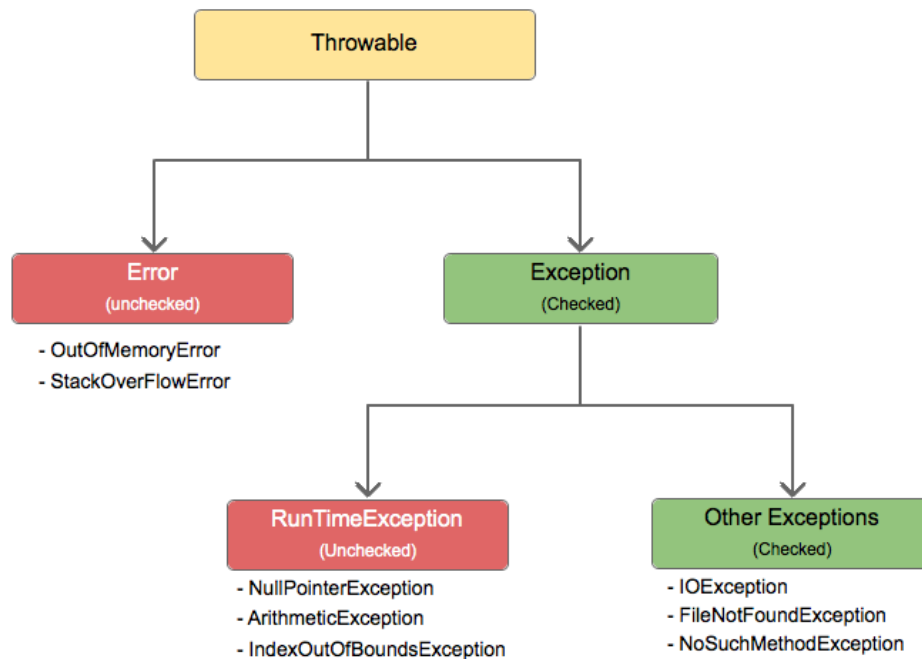 Throwable
Error
(unchecked)
Exception
(Checked)
- OutOfMemoryError
- StackOverFlowError
RunTimeException
(Unchecked)
Other Exceptions
(Checked)
- NullPointerException
- ArithmeticException
- IndexOutOfBoundsException
- IOException
- FileNotFoundException
- NoSuchMethodException